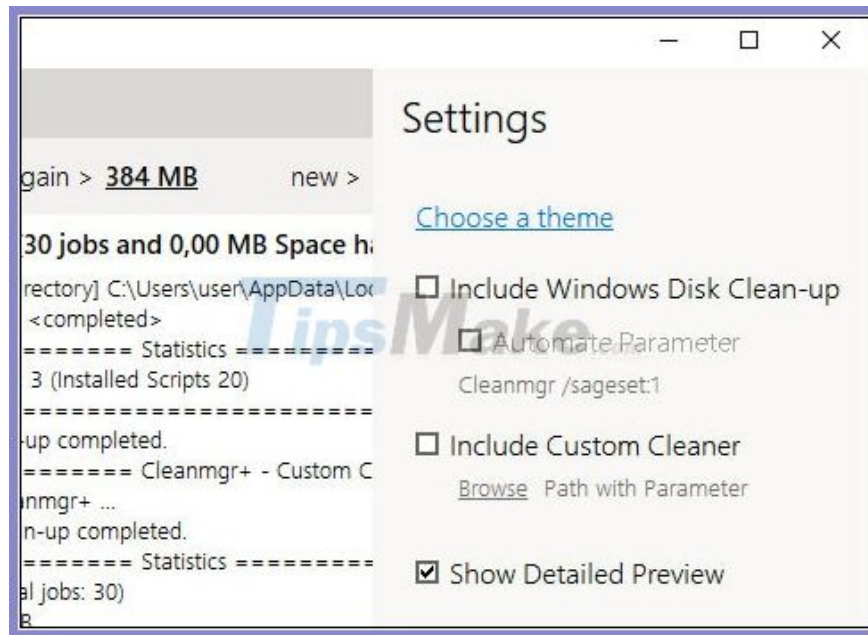 Settings
gain > 384 MB new >
Choose a theme
(30 jobs and 0,00 MB Space ha
rectory] C:\Users\user\AppData\Loc
<completed>
======= Statistics =========
3 (Installed Scripts 20)
=======================
-up completed.
======= Cleanmgr+ - Custom C
anmgr+ ...
n-up completed.
======= Statistics =========
al jobs: 30)
Include Windows Disk Clean-up
Automate Parameter
Cleanmgr /sageset:1
Include Custom Cleaner
Browse Path with Parameter
Show Detailed Preview
TipsMake.com